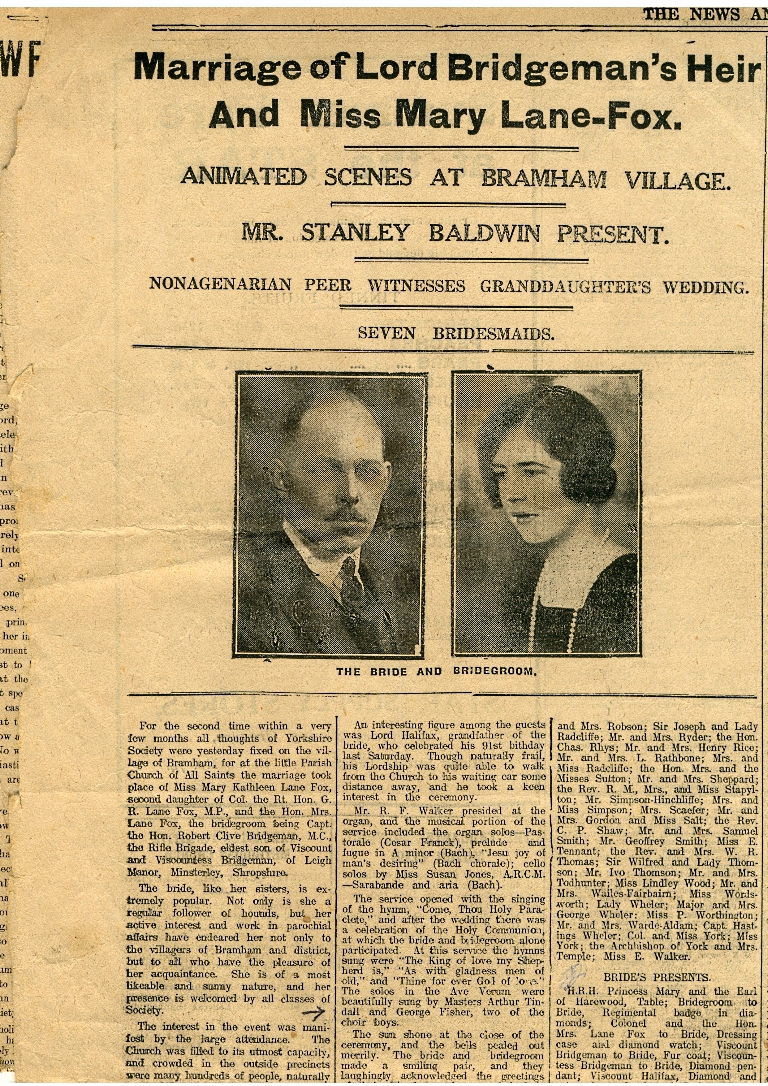 THE NEWS AN
WF
Marriage of Lord Bridgeman's Heir
And Miss Mary Lane-Fox.
ANIMATED SCENES AT BRAMHAM VILLAGE.
MR. STANLEY BALDWIN PRESENT.
NONAGENARIAN PEER WITNESSES GRANDDAUGHTER'S WEDDING.
SEVEN BRIDESMAIDS.
THE BRIDE AND BRIDEGROOM.
For the second time within a very
few months all thoughts of Yorkshire
Society were yesterday fixed on the vil-
lage of Bramham, for at the little Parish
Church of All Saints the marriage took
place of Miss Mary Kathleen Lane Fox,
second daughter of Col. the Rt. Hon. G.
R. Lane Fox, M.P., and the Hon. Mrs.
Lane Fox, the bridegroom being Capt.
the Hon. Robert Clive Bridgeman, M.C.,
the Rifle Brigade, eldest son of Viscount
and Viscountess Bridgeman, of Leigh
Manor, Minsterley, Shropshire.
The bride, like her sisters, is ex-
tremely popular. Not only is she a
regular follower of hounds, but her
active interest and work in parochial
affairs have endeared her not only to
the villagers of Bramham and district,
but to all who have the pleasure of
her acquaintance. She is of a most
likeable and sunny nature, and her
presence is welcomed by all classes of
Society.
The interest in the event was mani-
fest by the large attendance. The
Church was filled to its utmost capacity,
and crowded in the outside precincts
were many hundreds of people, naturally
An interesting figure among the guests
was Lord Halifax, grandfather of the
bride, who celebrated his 91st bithday
last Saturday. Though naturally frail,
his Lordship was quite able to walk
from the Church to his waiting car some
distance away, and he took a keen
interest in the ceremony.
Mr. R. F. Walker presided at the
organ, and the musical portion of the
service included the organ solos—Pas-
torale (Cesar Franck), prelude and
fugue in A minor (Bach), "Jesu joy of
man's desiring" (Bach chorale); cello
solos by Miss Susan Jones, A.R.C.M.
—Sarabande and aria (Bach).
The service opened with the singing
of the hymn, "Come, Thou Holy Para-
clete," and after the wedding there was
a celebration of the Holy Communion,
at which the bride and bridegroom alone
participated. At this service the hymns
sung were "The King of love my Shep-
herd is," "As with gladness men of
old," and "Thine for ever God of love."
The solos in the Ave Verum were
beautifully sung by Masters Arthur Tin-
dall and George Fisher, two of the
choir boys.
The sun shone at the close of the
ceremony, and the bells pealed out
merrily. The bride and bridegroom
made a smiling pair, and they
laughingly acknowledged the greetings
and Mrs. Robson; Sir Joseph and Lady
Radcliffe; Mr. and Mrs. Ryder; the Hon.
Chas. Rhys; Mr. and Mrs. Henry Rice;
Mr. and Mrs. L. Rathbone; Mrs. and
Miss Radcliffe; the Hon. Mrs. and the
Misses Sutton; Mr. and Mrs. Sheppard;
the Rev. R. M., Mrs., and Miss Stapyl-
ton; Mr. Simpson-Hinchliffe; Mrs. and
Miss Simpson; Mrs. Scaefer; Mr. and
Mrs. Gordon and Miss Salt; the Rev.
C. P. Shaw; Mr. and Mrs. Samuel
Smith; Mr. Geoffrey Smith; Miss E.
Tennant; the Rev. and Mrs. W. R.
Thomas; Sir Wilfred and Lady Thom-
son; Mr. Ivo Thomson; Mr. and Mrs.
Todhunter; Miss Lindley Wood; Mr. and
Mrs. Wailes-Fairbairn; Miss Words-
worth; Lady Wheler; Major and Mrs.
George Wheler; Miss P. Worthington;
Mr. and Mrs. Warde-Aldam; Capt. Hast-
ings Wheler; Col. and Miss York; Miss
York; the Archbishop of York and Mrs.
Temple; Miss E. Walker.
BRIDE'S PRESENTS.
H.R.H. Princess Mary and the Earl
of Harewood, Table; Bridegroom to
Bride, Regimental badge in dia-
monds; Colonel and the Hon.
Mrs. Lane Fox to Bride, Dressing
case and diamond watch; Viscount
Bridgeman to Bride, Fur coat; Viscoun-
tess Bridgeman to Bride, Diamond pen-
dant; Viscount Halifax, Diamond and